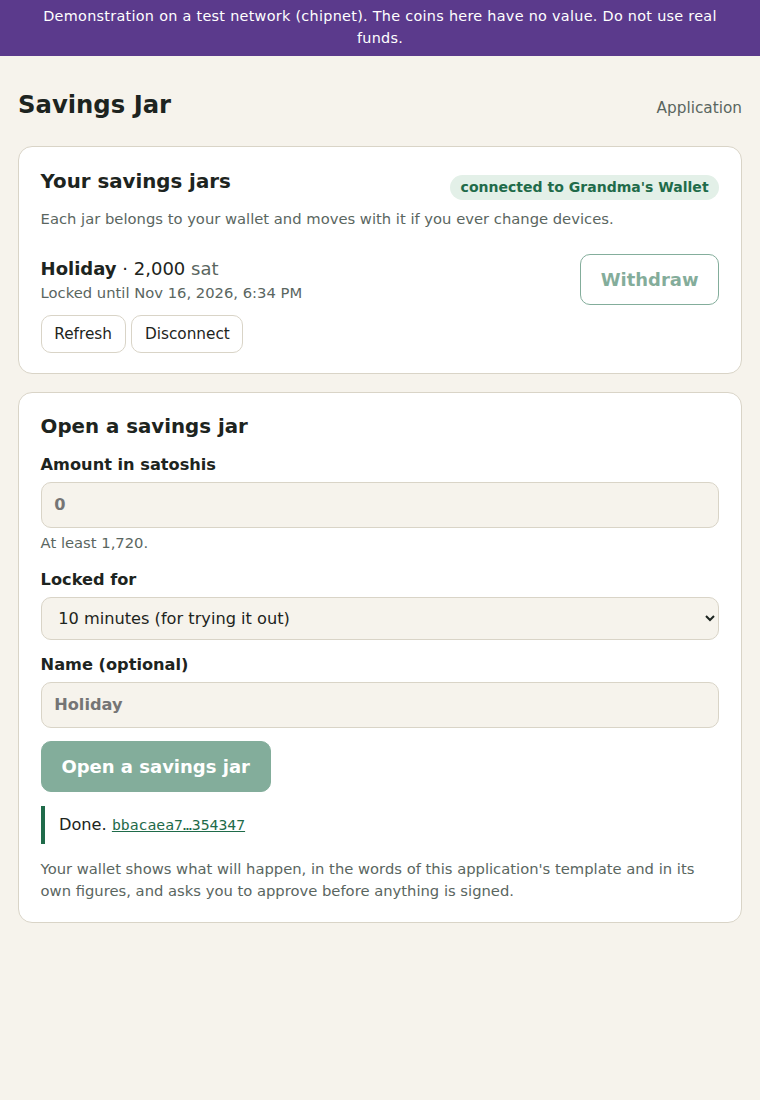 Demonstration on a test network (chipnet). The coins here have no value. Do not use real
funds.
Savings Jar
Application
Your savings jars
connected to Grandma's Wallet
Each jar belongs to your wallet and moves with it if you ever change devices.
Holiday · 2,000 sat
Withdraw
Locked until Nov 16, 2026, 6:34 PM
Refresh
Disconnect
Open a savings jar
Amount in satoshis
0
At least 1,720.
Locked for
10 minutes (for trying it out)
Name (optional)
Holiday
Open a savings jar
Done. bbacaea7…354347
Your wallet shows what will happen, in the words of this application's template and in its
own figures, and asks you to approve before anything is signed.